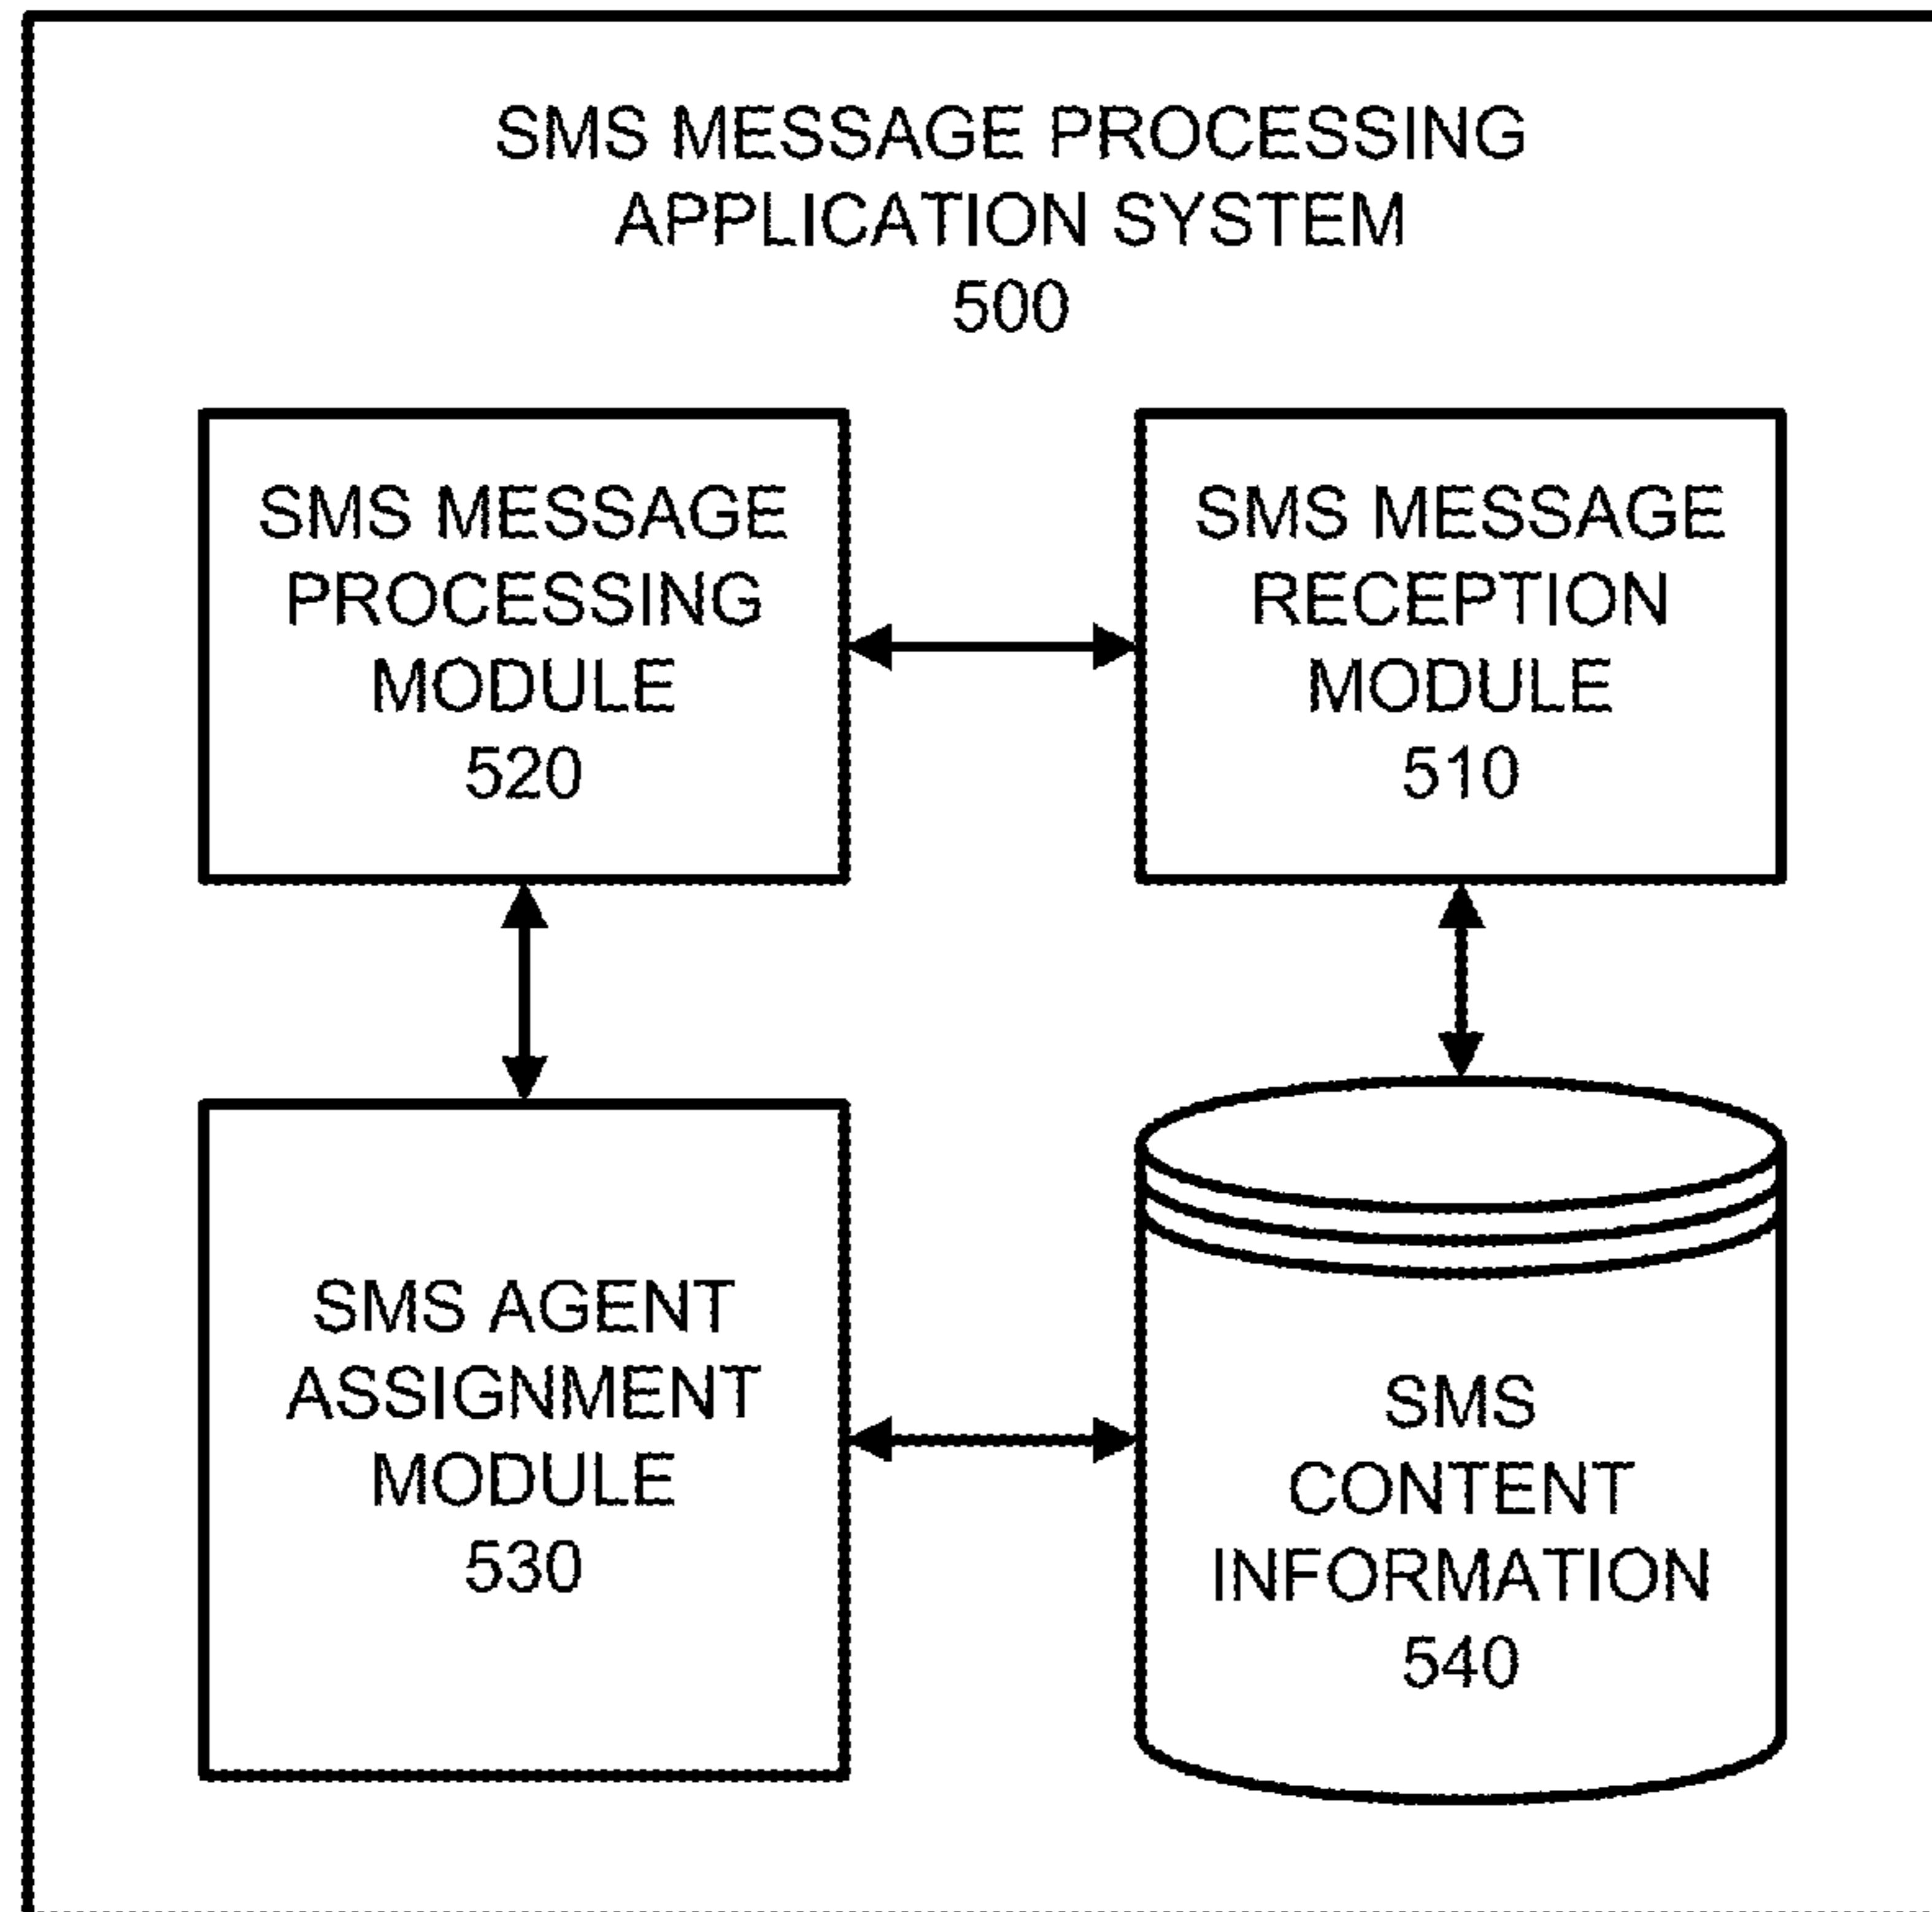 SMS MESSAGE PROCESSING
APPLICATION SYSTEM
500
SMS MESSAGE
PROCESSING
MODULE
520
SMS MESSAGE
RECEPTION
MODULE
510
SMS AGENT
ASSIGNMENT
MODULE
530
SMS
CONTENT
INFORMATION
540